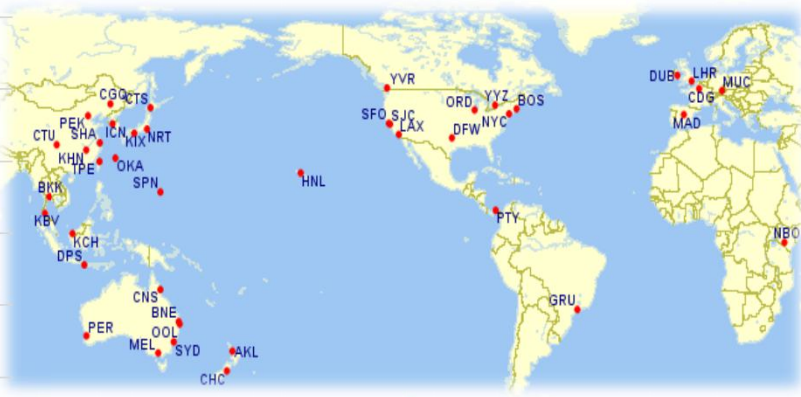 DUB
LHR
MUC
YVR
CDG
CGQ
CTS
ORD
YYZ
BOS
PEK
SFO
SJC
NYC
MAD
CTU
SHA
ICN
KIX
NRT
LAX
DFW
KHN
TPE
OKA
HNL
BKK
SPN
KBV
PTY
KCH
NBO
DPS
CNS
GRU
BNE
PER
OOL
MEL
SYD
AKL
CHC